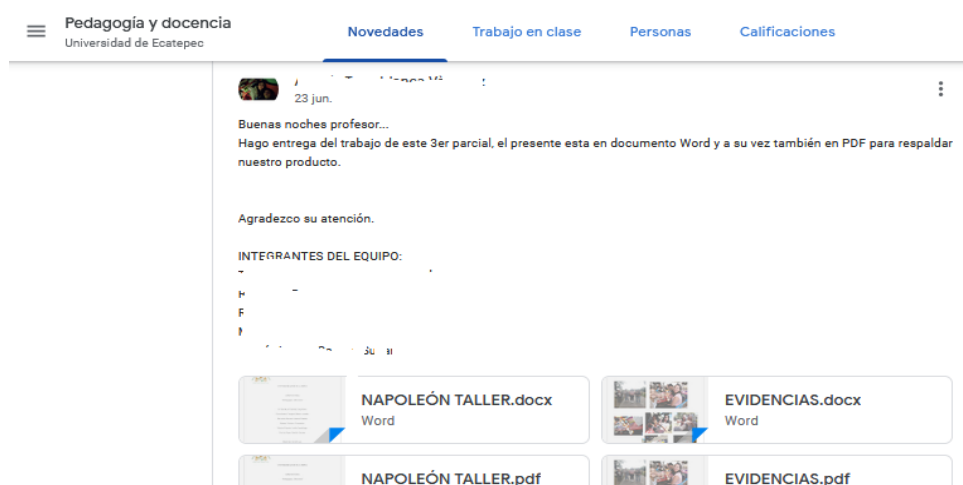 Pedagogía y docencia
Universidad de Ecatepec
Novedades
Trabajo en clase
Personas
Calificaciones
23 jun.
Buenas noches profesor...
Hago entrega del trabajo de este 3er parcial, el presente esta en documento Word y a su vez también en PDF para respaldar
nuestro producto.
Agradezco su atención.
INTEGRANTES DEL EQUIPO:
NAPOLEÓN TALLER.docx
Word
EVIDENCIAS.docx
Word
NAPOLEÓN TALLER.pdf
EVIDENCIAS.pdf